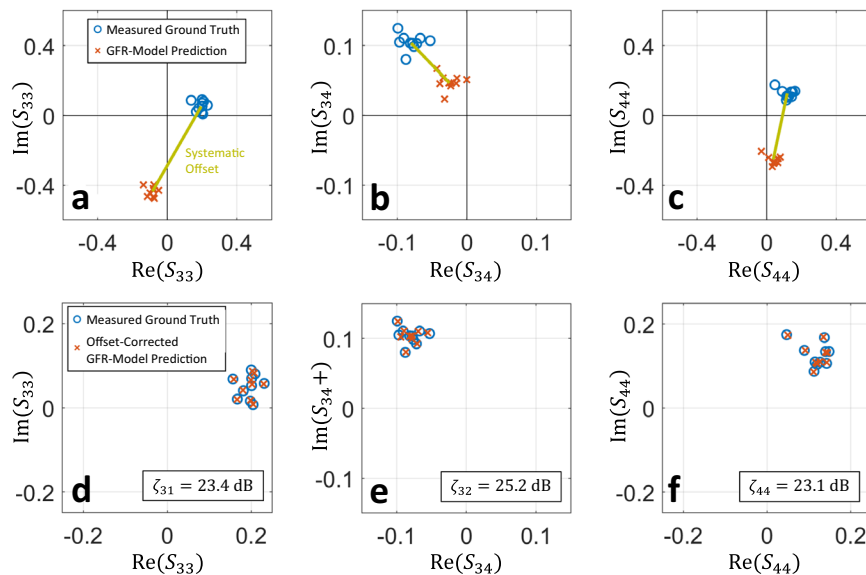 Measured Ground Truth
GFR-Model Prediction
0.4
0
-0.4
Im(S₃₃)
Systematic
Offset
a
-0.4 0 0.4
Re(S₃₃)
0.1
0
-0.1
Im(S₃₄)
b
-0.1 0 0.1
Re(S₃₄)
0.4
0
-0.4
Im(S₄₄)
c
-0.4 0 0.4
Re(S₄₄)
Measured Ground Truth
Offset-Corrected
GFR-Model Prediction
0.2
0
-0.2
Im(S₃₃)
d
ζ₃₁ = 23.4 dB
-0.2 0 0.2
Re(S₃₃)
0.1
0
-0.1
Im(S₃₄+)
e
ζ₃₂ = 25.2 dB
-0.1 0 0.1
Re(S₃₄)
0.2
0
-0.2
Im(S₄₄)
f
ζ₄₄ = 23.1 dB
-0.2 0 0.2
Re(S₄₄)